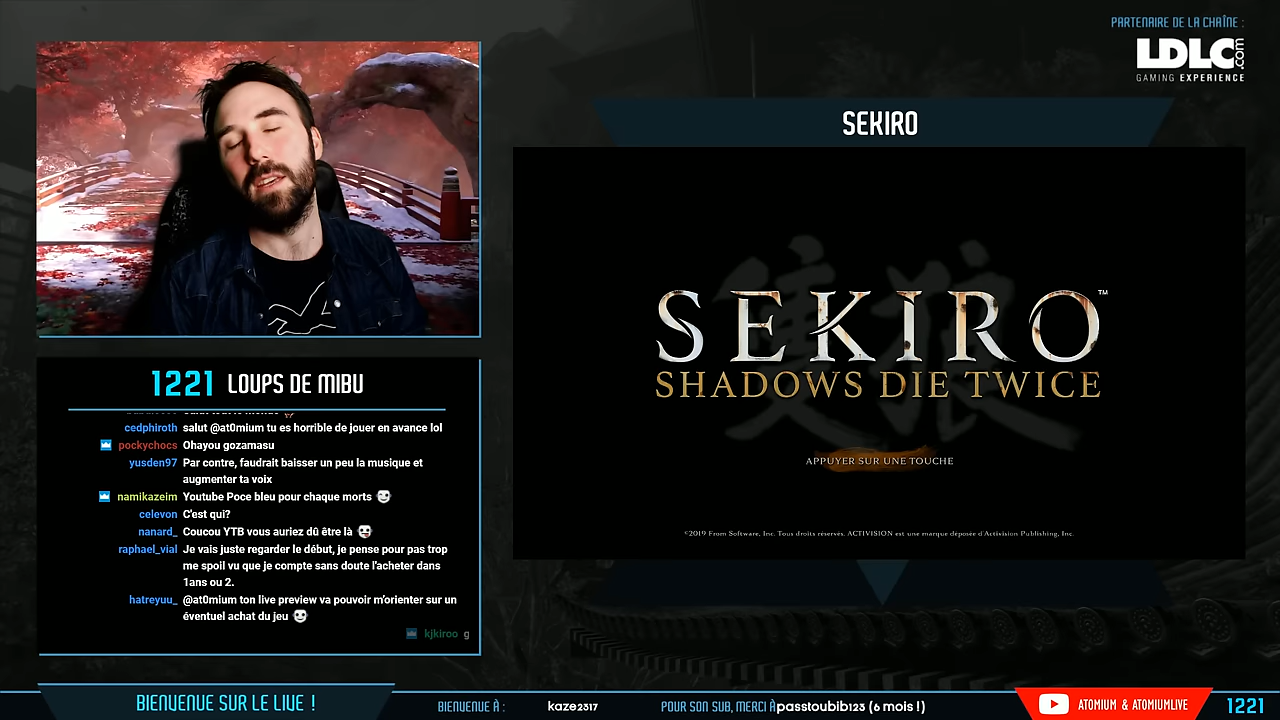 PARTENAIRE DE LA CHAÎNE :
LDLC.com
GAMING EXPERIENCE
SEKIRO
SEKIRO™
SHADOWS DIE TWICE
APPUYER SUR UNE TOUCHE
©2019 From Software, Inc. Tous droits réservés. ACTIVISION est une marque déposée d'Activision Publishing, Inc.
1221 LOUPS DE MIBU
cedphiroth salut @at0mium tu es horrible de jouer en avance lol
pockychocs Ohayou gozamasu
yusden97 Par contre, faudrait baisser un peu la musique et
augmenter ta voix
namikazeim Youtube Poce bleu pour chaque morts
celevon C'est qui?
nanard_ Coucou YTB vous auriez dû être là
raphael_vial Je vais juste regarder le début, je pense pour pas trop
me spoil vu que je compte sans doute l'acheter dans
1ans ou 2.
hatreyuu_ @at0mium ton live preview va pouvoir m'orienter sur un
éventuel achat du jeu
kjkiroo g
BIENVENUE SUR LE LIVE !
BIENVENUE À : kaze2317
POUR SON SUB, MERCI À passtoubib123 (6 mois !)
ATOMIUM & ATOMIUMLIVE
1221